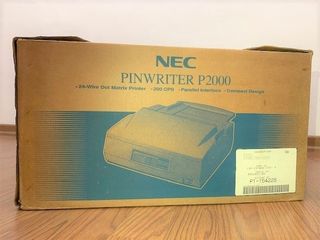 NEC
PINWRITER P2000
• 24-Wire Dot Matrix Printer • 200 CPS • Parallel Interface • Compact Design